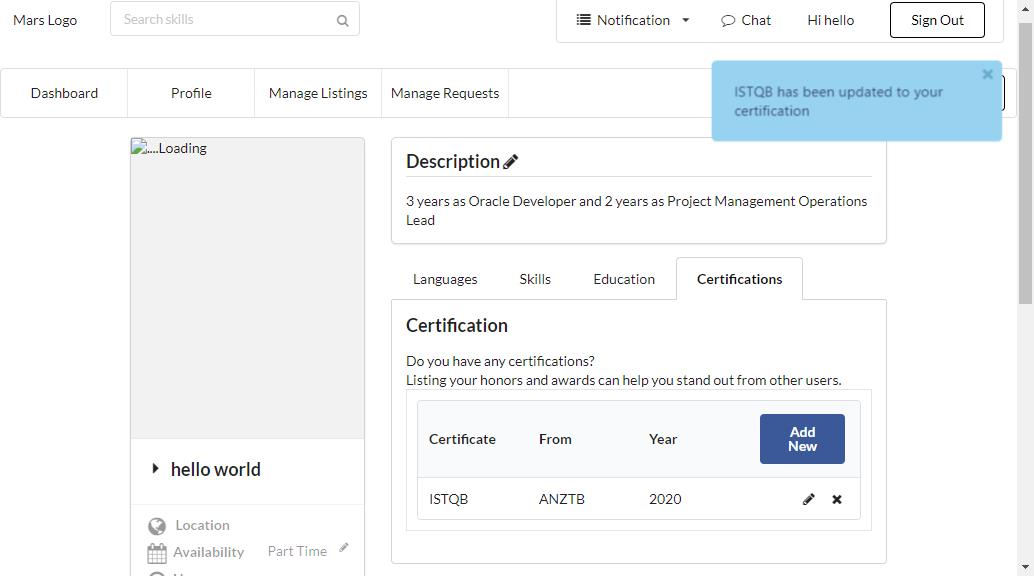 Mars Logo
Search skills
Notification
Chat
Hi hello
Sign Out
Dashboard
Profile
Manage Listings
Manage Requests
ISTQB has been updated to your
certification
....Loading
Description
3 years as Oracle Developer and 2 years as Project Management Operations
Lead
Languages
Skills
Education
Certifications
Certification
Do you have any certifications?
Listing your honors and awards can help you stand out from other users.
Certificate
From
Year
Add
New
ISTQB
ANZTB
2020
hello world
Location
Availability
Part Time